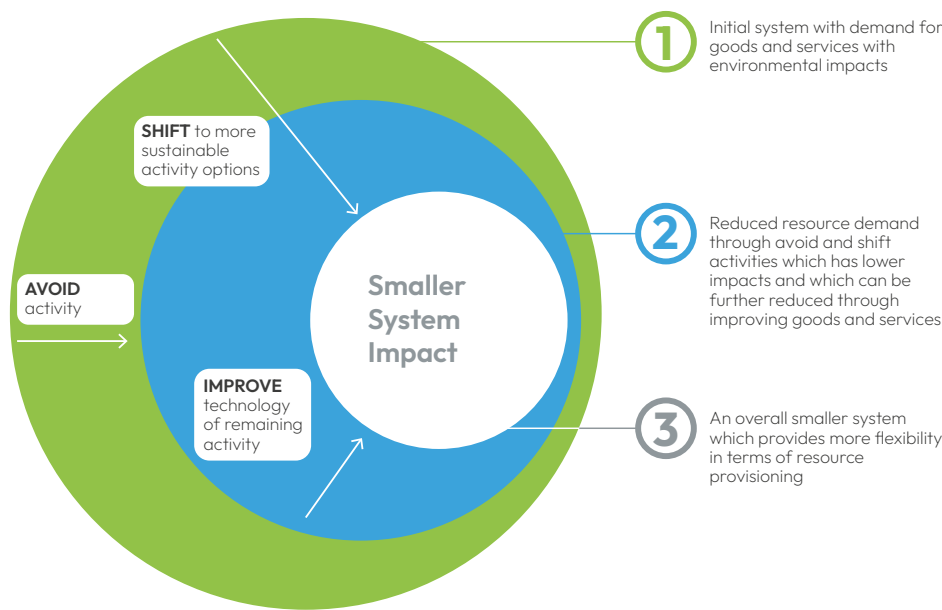 1
Initial system with demand for
goods and services with
environmental impacts
SHIFT to more
sustainable
activity options
2
Reduced resource demand
through avoid and shift
activities which has lower
impacts and which can be
further reduced through
improving goods and services
AVOID
activity
Smaller
System
Impact
IMPROVE
technology
of remaining
activity
3
An overall smaller system
which provides more flexibility
in terms of resource
provisioning